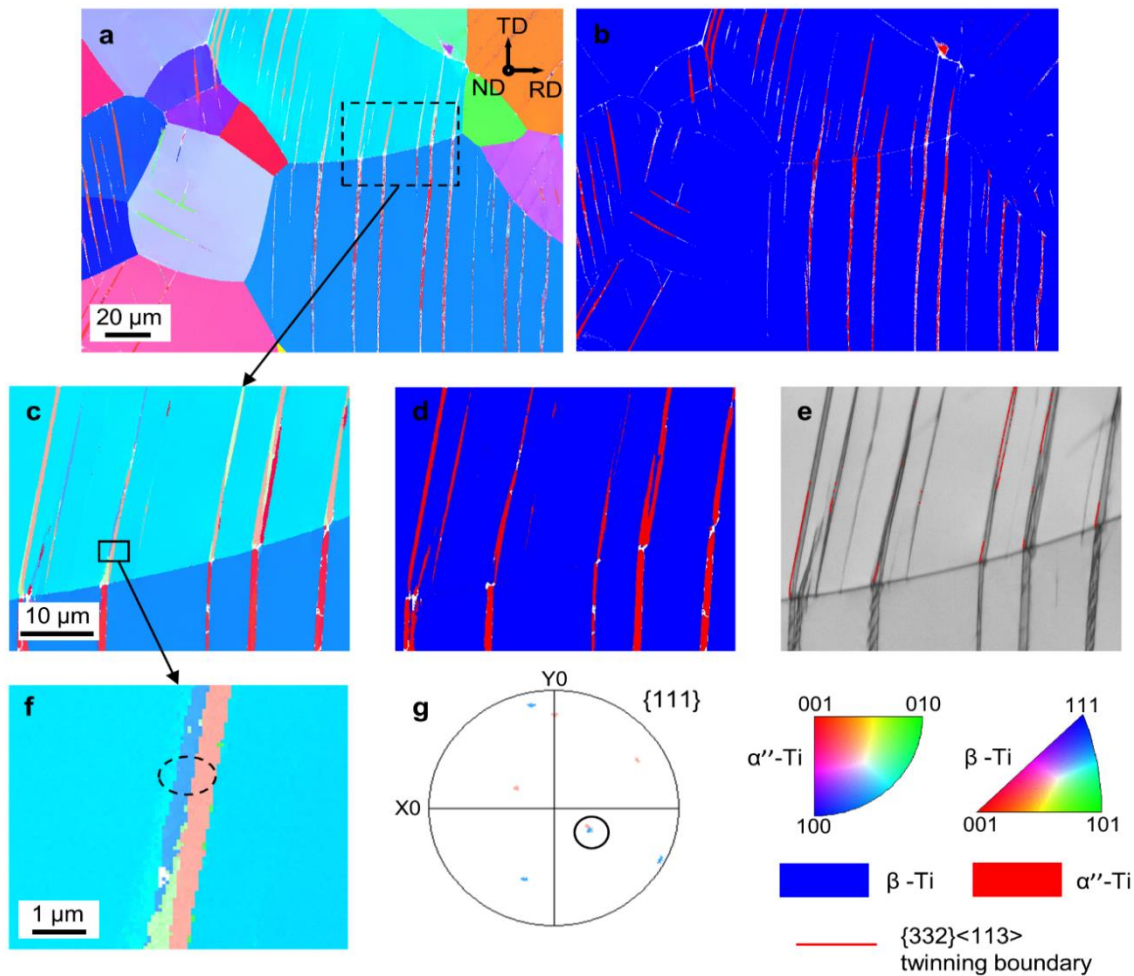 a
TD
ND
RD
20 μm
b
c
10 μm
d
e
f
1 μm
g
Y0
{111}
X0
001
010
α′′-Ti
100
111
β -Ti
001
101
β -Ti
α′′-Ti
{332}<113>
twinning boundary